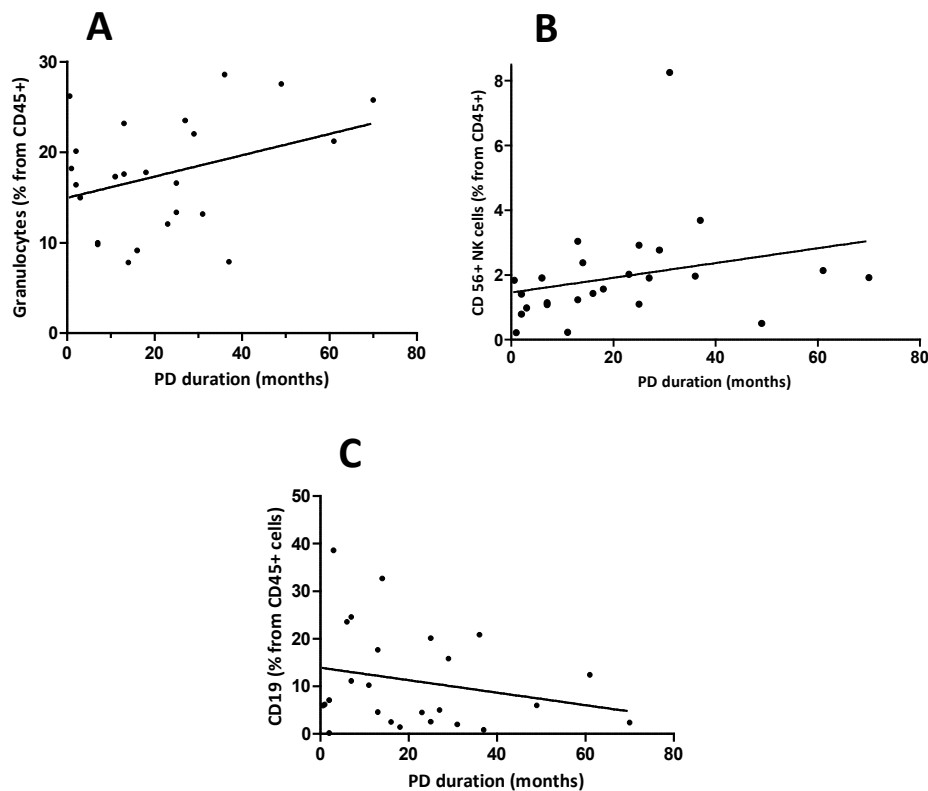 A
Granulocytes (% from CD45+)
30
20
10
0
0 20 40 60 80
PD duration (months)
B
CD 56+ NK cells (% from CD45+)
8
6
4
2
0
0 20 40 60 80
PD duration (months)
C
CD19 (% from CD45+ cells)
50
40
30
20
10
0
0 20 40 60 80
PD duration (months)